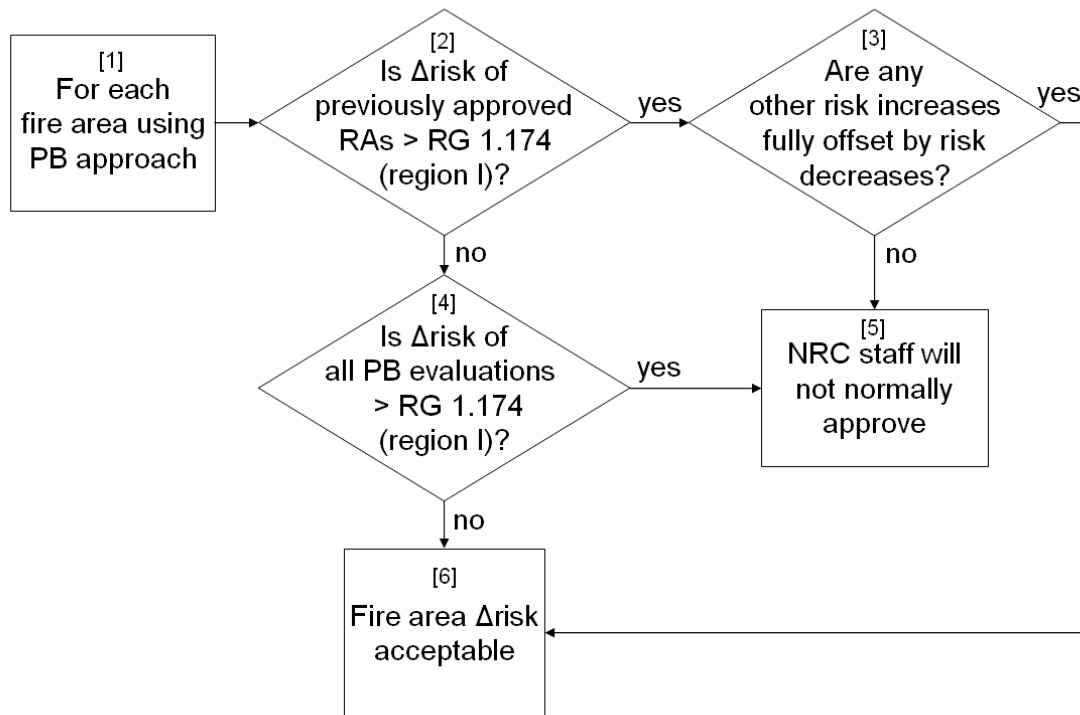 [1]
For each
fire area using
PB approach
[2]
Is Δrisk of
previously approved
RAs > RG 1.174
(region I)?
yes
[3]
Are any
other risk increases
fully offset by risk
decreases?
yes
no
no
[4]
Is Δrisk of
all PB evaluations
> RG 1.174
(region I)?
yes
[5]
NRC staff will
not normally
approve
no
[6]
Fire area Δrisk
acceptable